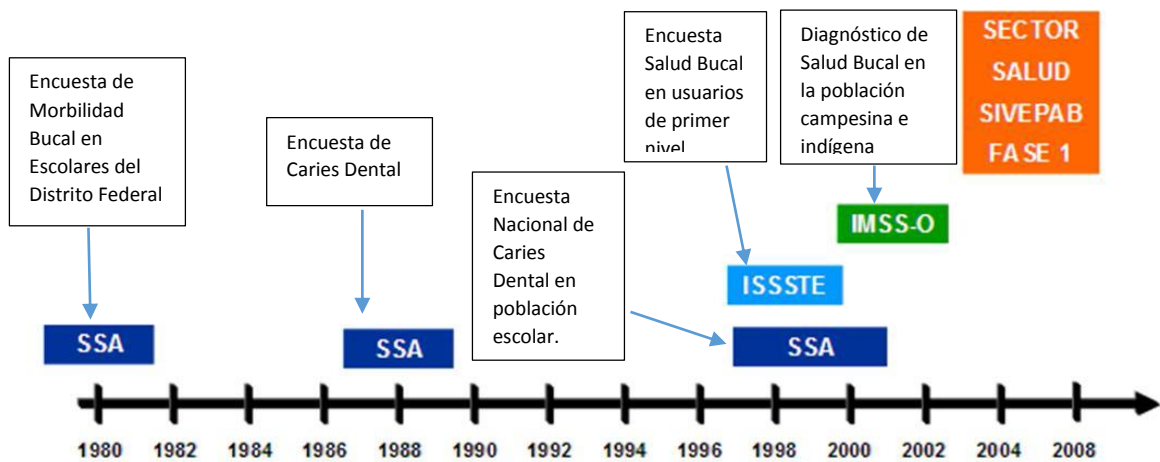 Encuesta de
Morbilidad
Bucal en
Escolares del
Distrito Federal
Encuesta de
Caries Dental
Encuesta
Nacional de
Caries
Dental en
población
escolar.
Encuesta
Salud Bucal
en usuarios
de primer
nivel
Diagnóstico de
Salud Bucal en
la población
campesina e
indígena
SECTOR
SALUD
SIVEPAB
FASE 1
IMSS-O
ISSSTE
SSA
SSA
SSA
1980 1982 1984 1986 1988 1990 1992 1994 1996 1998 2000 2002 2004 2008